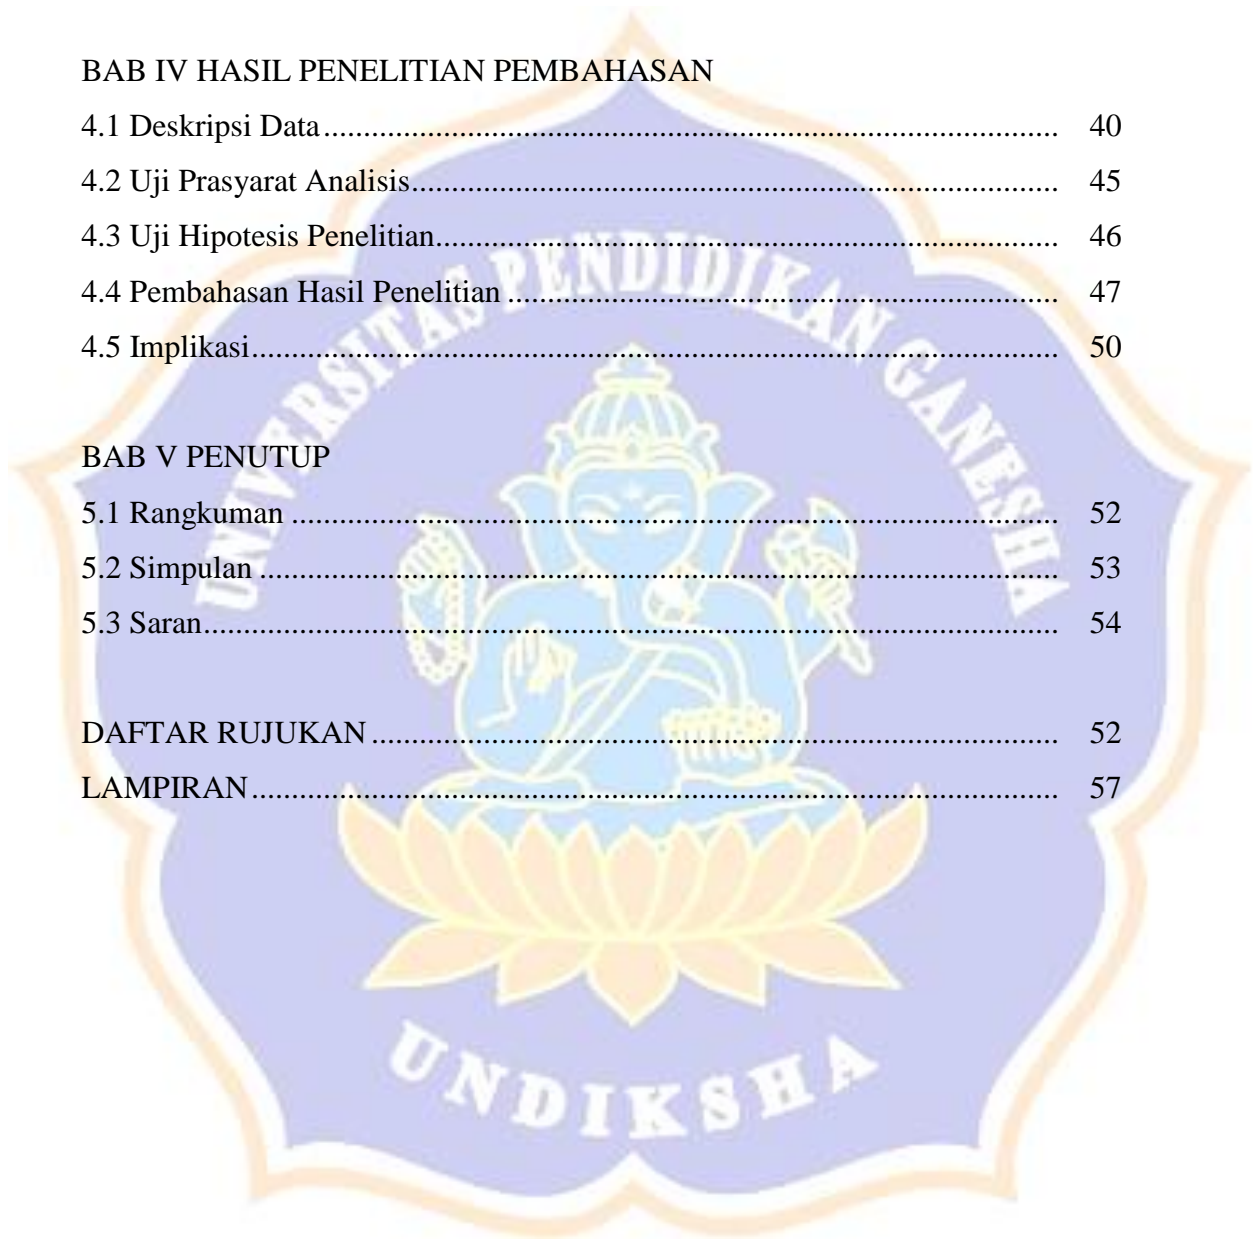 BAB IV HASIL PENELITIAN PEMBAHASAN
4.1 Deskripsi Data.......... 40
4.2 Uji Prasyarat Analisis.......... 45
4.3 Uji Hipotesis Penelitian.......... 46
4.4 Pembahasan Hasil Penelitian .......... 47
4.5 Implikasi.......... 50
BAB V PENUTUP
5.1 Rangkuman .......... 52
5.2 Simpulan .......... 53
5.3 Saran.......... 54
DAFTAR RUJUKAN .......... 52
LAMPIRAN.......... 57
UNIVERSITAS PENDIDIKAN GANESHA
UNDIKSHA